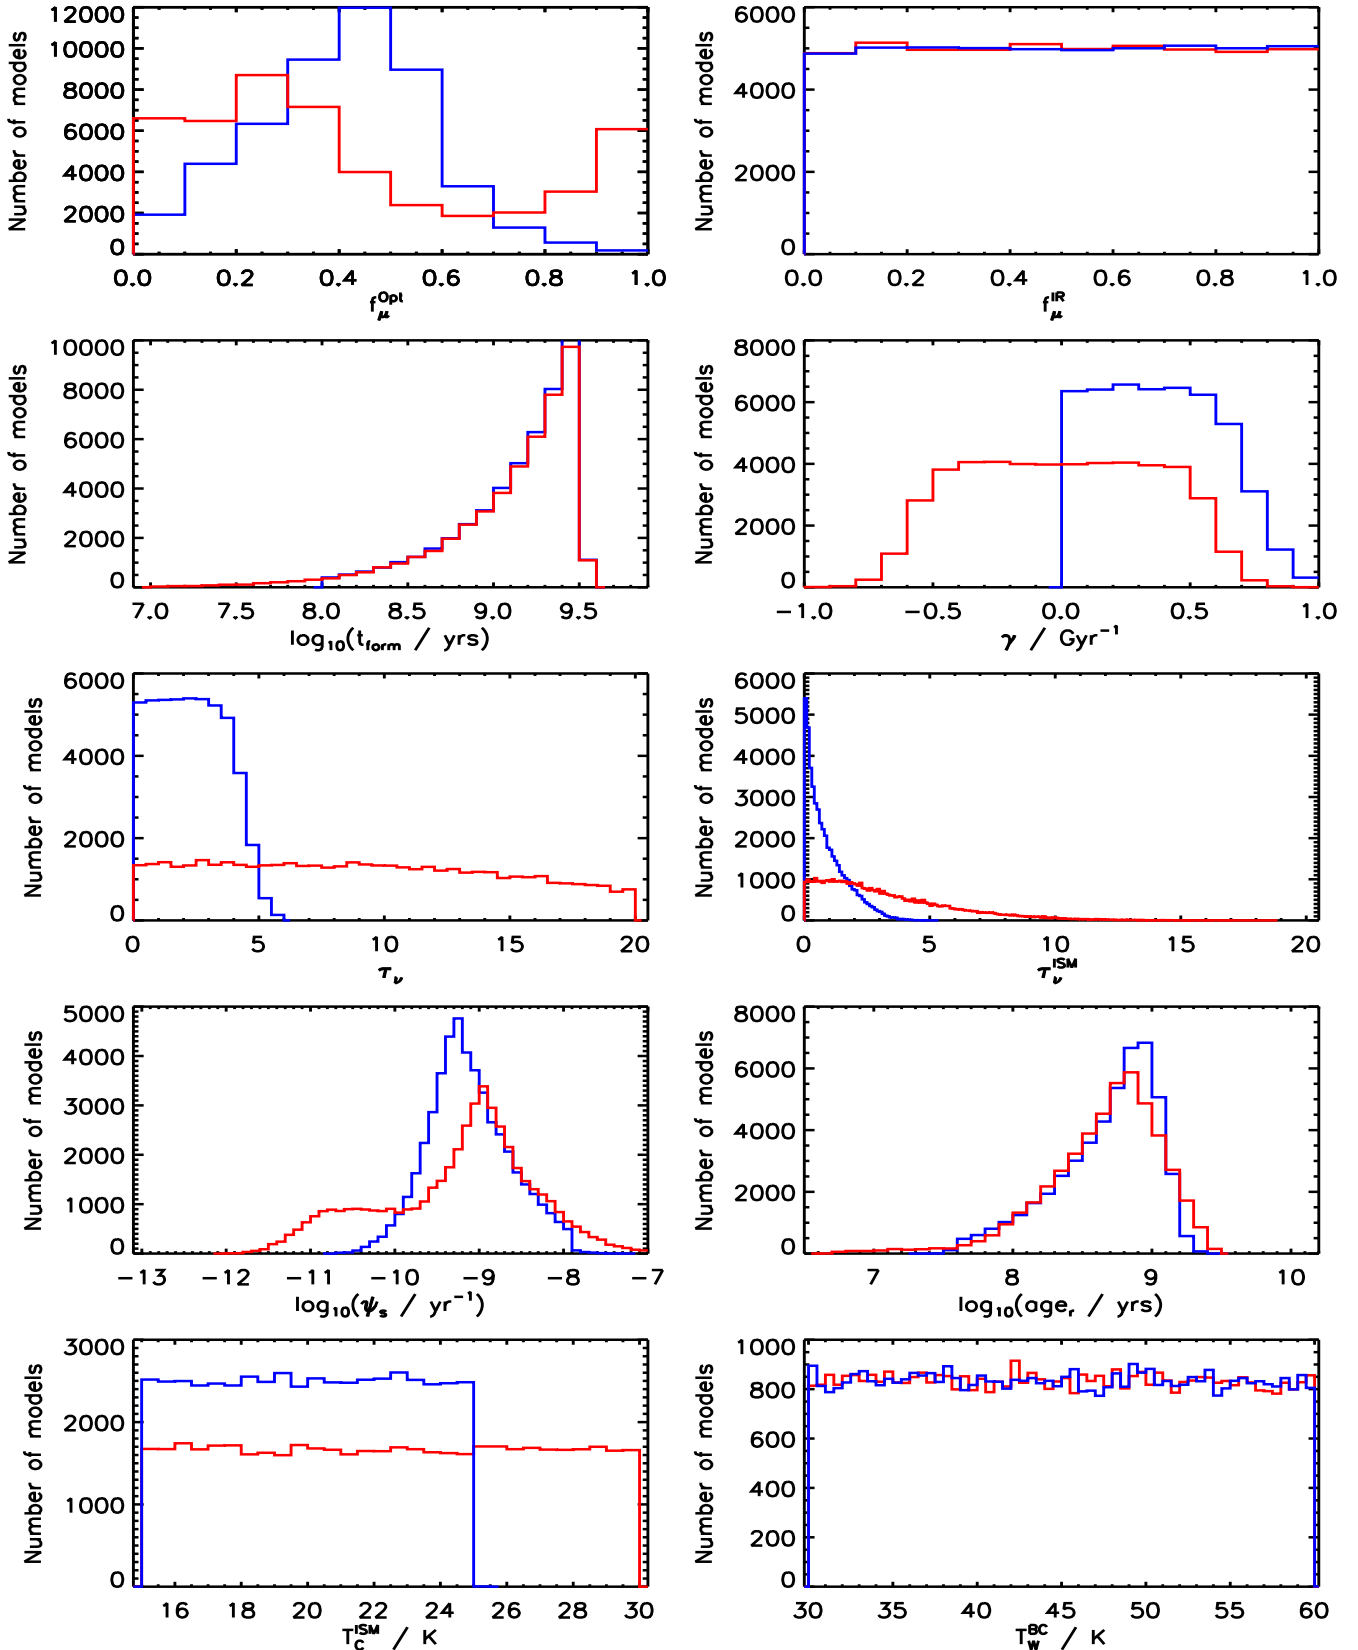 Number of models
12000
10000
8000
6000
4000
2000
0
0.0 0.2 0.4 0.6 0.8 1.0
f_μ^Opt
Number of models
6000
4000
2000
0
0.0 0.2 0.4 0.6 0.8 1.0
f_μ^IR
Number of models
10000
8000
6000
4000
2000
0
7.0 7.5 8.0 8.5 9.0 9.5
log₁₀(t_form / yrs)
Number of models
8000
6000
4000
2000
0
−1.0 −0.5 0.0 0.5 1.0
γ / Gyr⁻¹
Number of models
6000
4000
2000
0
0 5 10 15 20
τ_ν
Number of models
6000
5000
4000
3000
2000
1000
0
0 5 10 15 20
τ_ν^ISM
Number of models
5000
4000
3000
2000
1000
0
−13 −12 −11 −10 −9 −8 −7
log₁₀(ψ_s / yr⁻¹)
Number of models
8000
6000
4000
2000
0
7 8 9 10
log₁₀(age_r / yrs)
Number of models
3000
2000
1000
0
16 18 20 22 24 26 28 30
T_C^ISM / K
Number of models
1000
800
600
400
200
0
30 35 40 45 50 55 60
T_W^BC / K